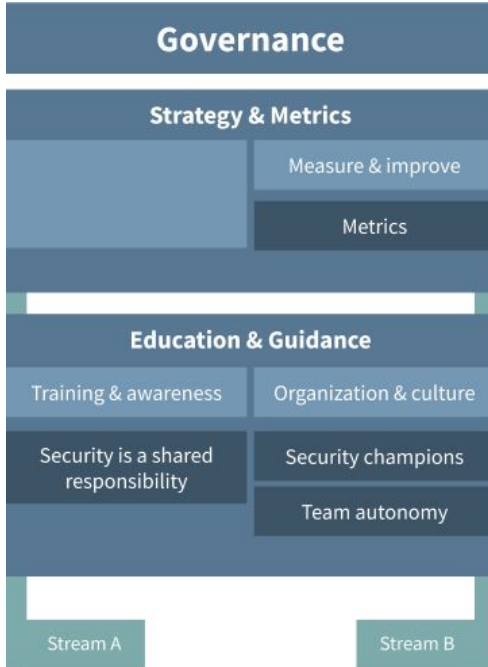 Governance
Strategy & Metrics
Measure & improve
Metrics
Education & Guidance
Training & awareness
Organization & culture
Security is a shared
responsibility
Security champions
Team autonomy
Stream A
Stream B